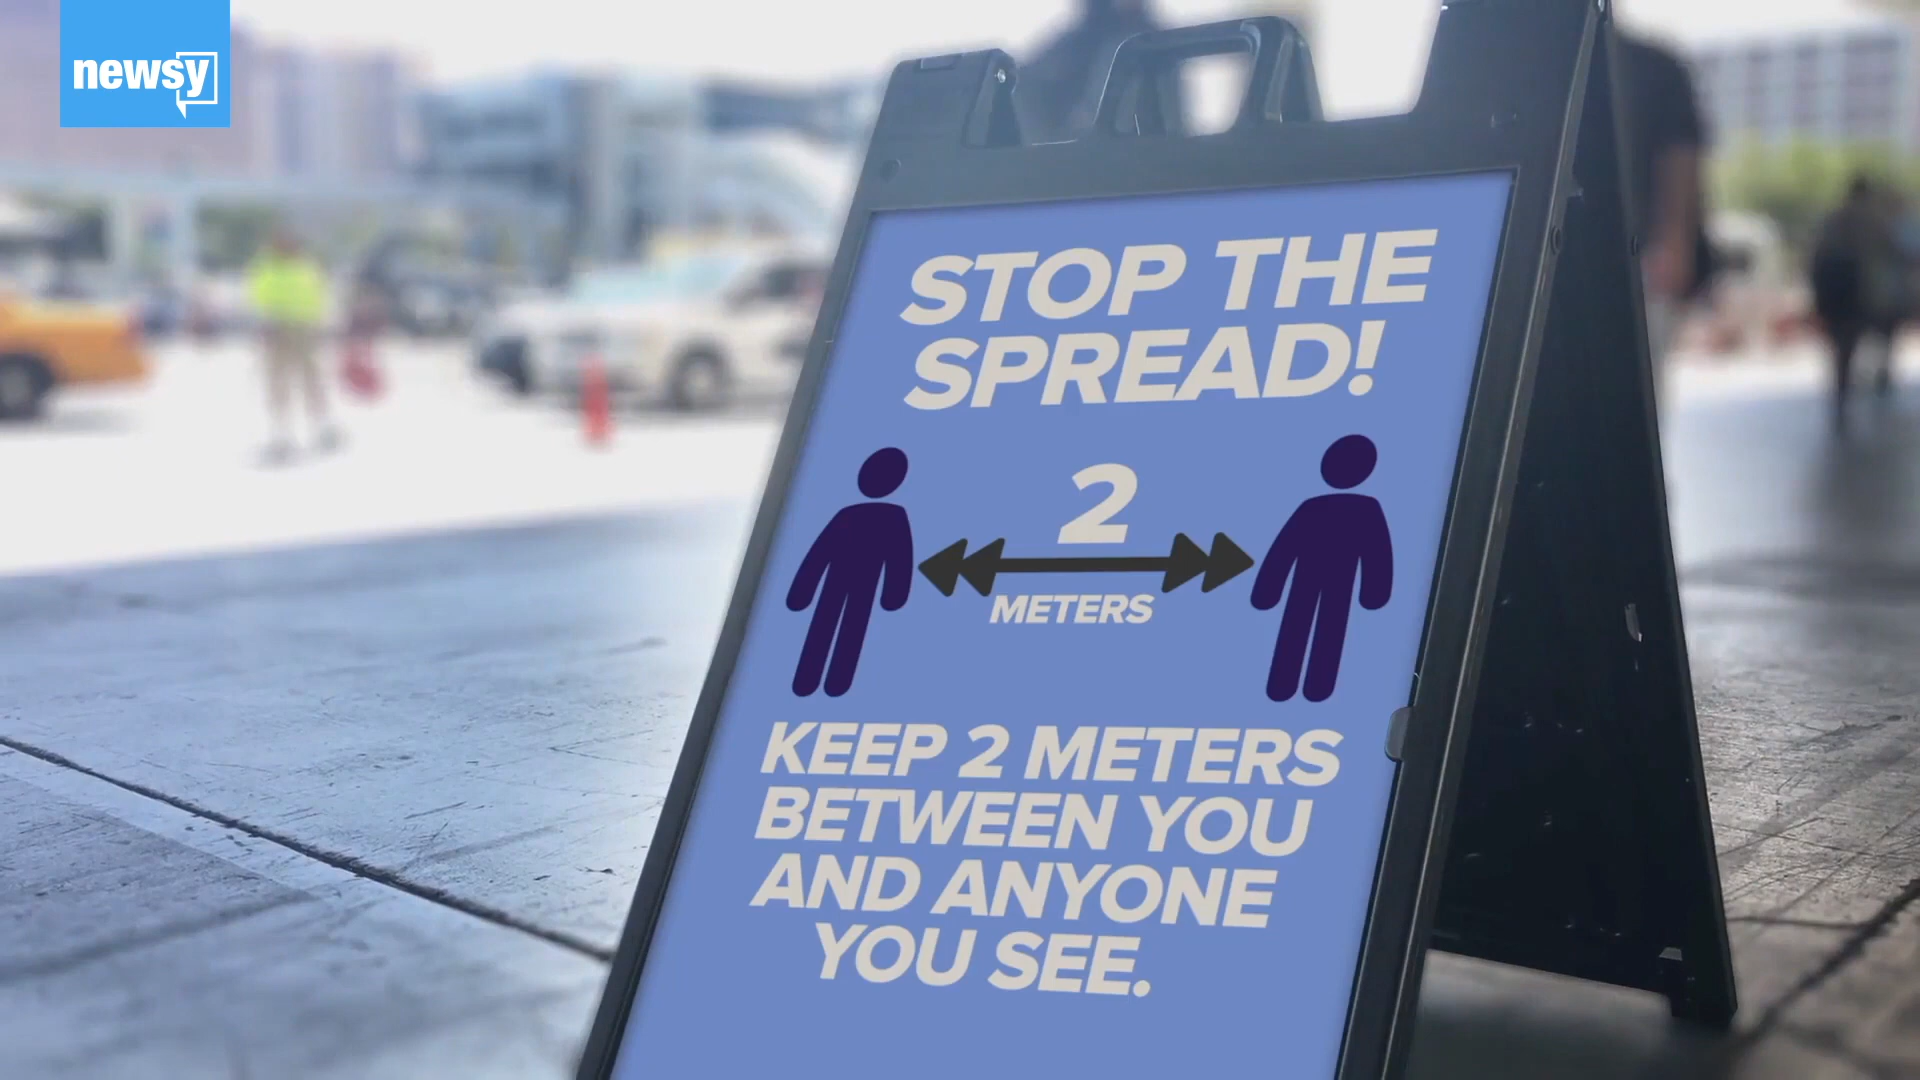 newsy
STOP THE
SPREAD!
2
METERS
KEEP 2 METERS
BETWEEN YOU
AND ANYONE
YOU SEE.